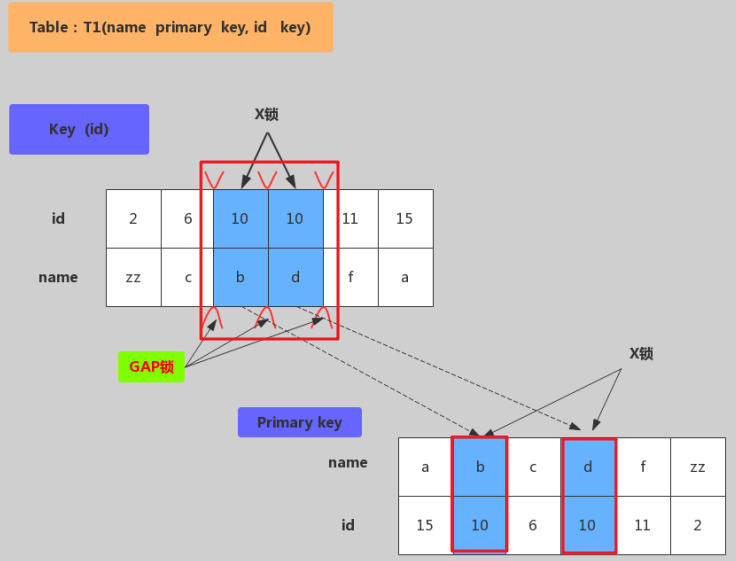 Table : T1(name primary key, id key)
Key (id)
X锁
id 2 6 10 10 11 15
name zz c b d f a
GAP锁
X锁
Primary key
name a b c d f zz
id 15 10 6 10 11 2